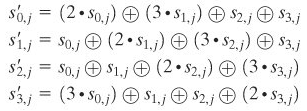 s′₀,ⱼ = (2 • s₀,ⱼ) ⊕ (3 • s₁,ⱼ) ⊕ s₂,ⱼ ⊕ s₃,ⱼ
s′₁,ⱼ = s₀,ⱼ ⊕ (2 • s₁,ⱼ) ⊕ (3 • s₂,ⱼ) ⊕ s₃,ⱼ
s′₂,ⱼ = s₀,ⱼ ⊕ s₁,ⱼ ⊕ (2 • s₂,ⱼ) ⊕ (3 • s₃,ⱼ)
s′₃,ⱼ = (3 • s₀,ⱼ) ⊕ s₁,ⱼ ⊕ s₂,ⱼ ⊕ (2 • s₃,ⱼ)